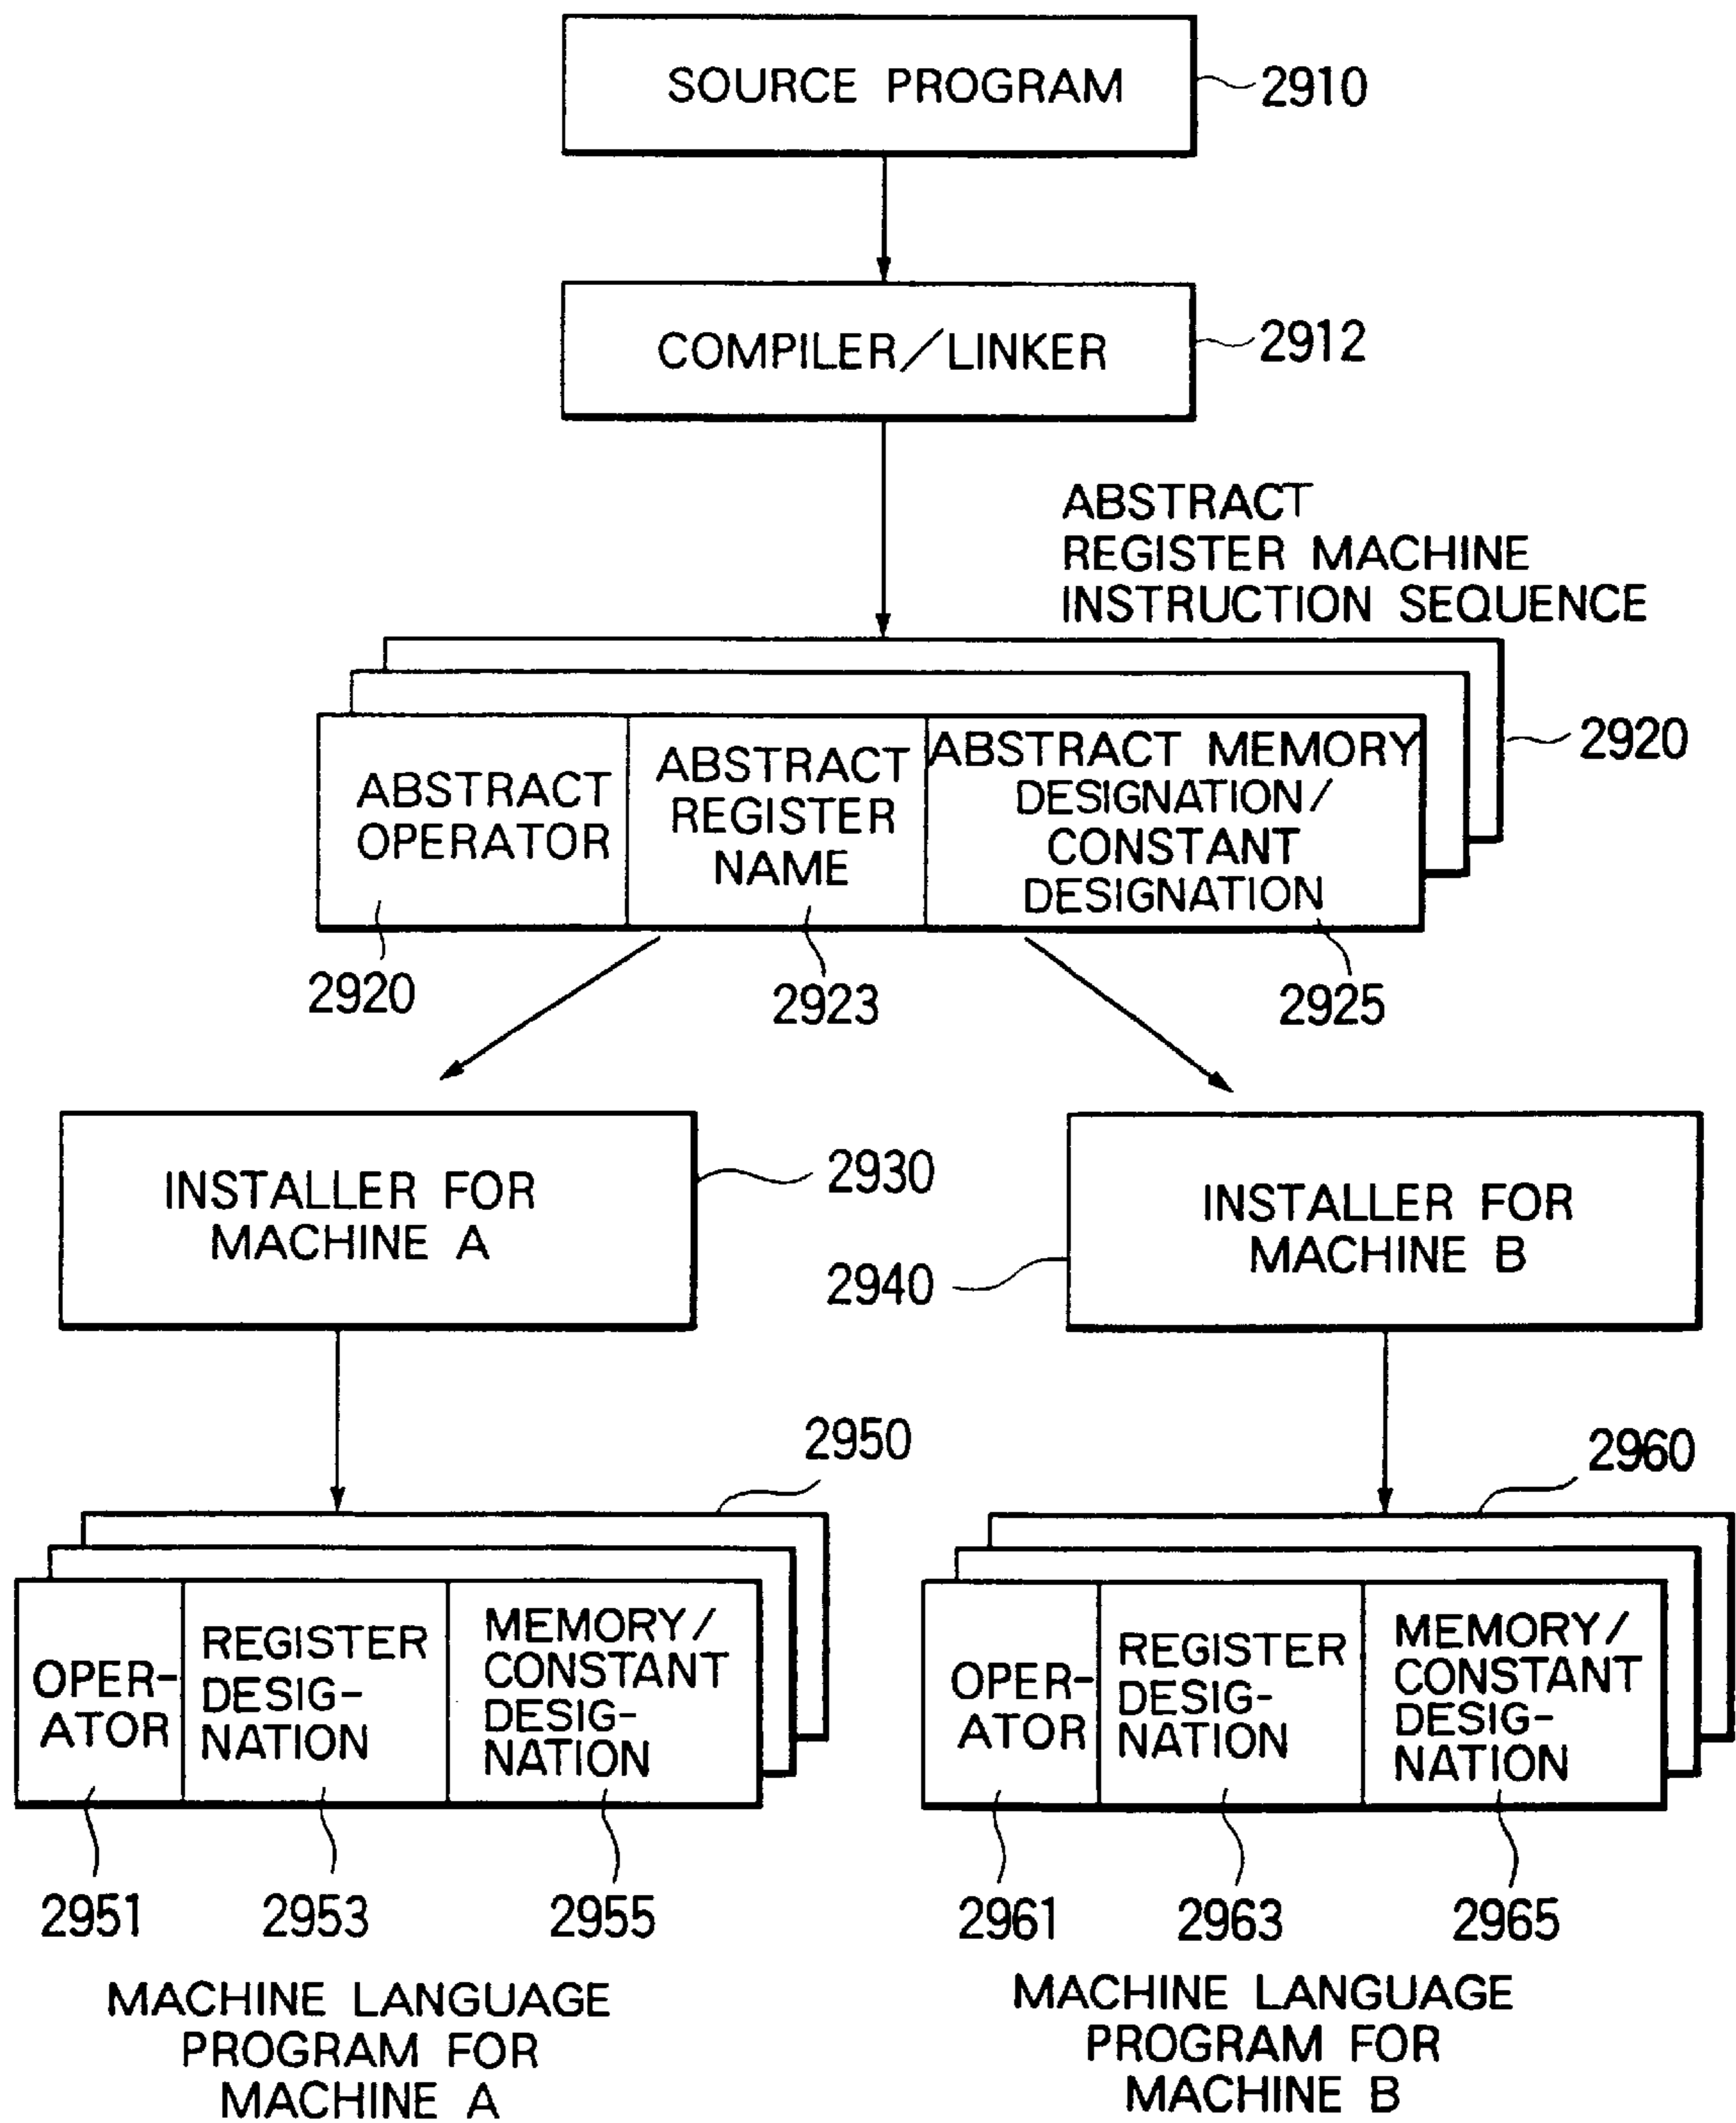 SOURCE PROGRAM
2910
COMPILER/LINKER
2912
ABSTRACT
REGISTER MACHINE
INSTRUCTION SEQUENCE
2920
ABSTRACT
OPERATOR
ABSTRACT
REGISTER
NAME
ABSTRACT MEMORY
DESIGNATION/
CONSTANT
DESIGNATION
2920
2923
2925
INSTALLER FOR
MACHINE A
2930
INSTALLER FOR
MACHINE B
2940
2950
2960
OPER-
ATOR
REGISTER
DESIG-
NATION
MEMORY/
CONSTANT
DESIG-
NATION
OPER-
ATOR
REGISTER
DESIG-
NATION
MEMORY/
CONSTANT
DESIG-
NATION
2951
2953
2955
2961
2963
2965
MACHINE LANGUAGE
PROGRAM FOR
MACHINE A
MACHINE LANGUAGE
PROGRAM FOR
MACHINE B